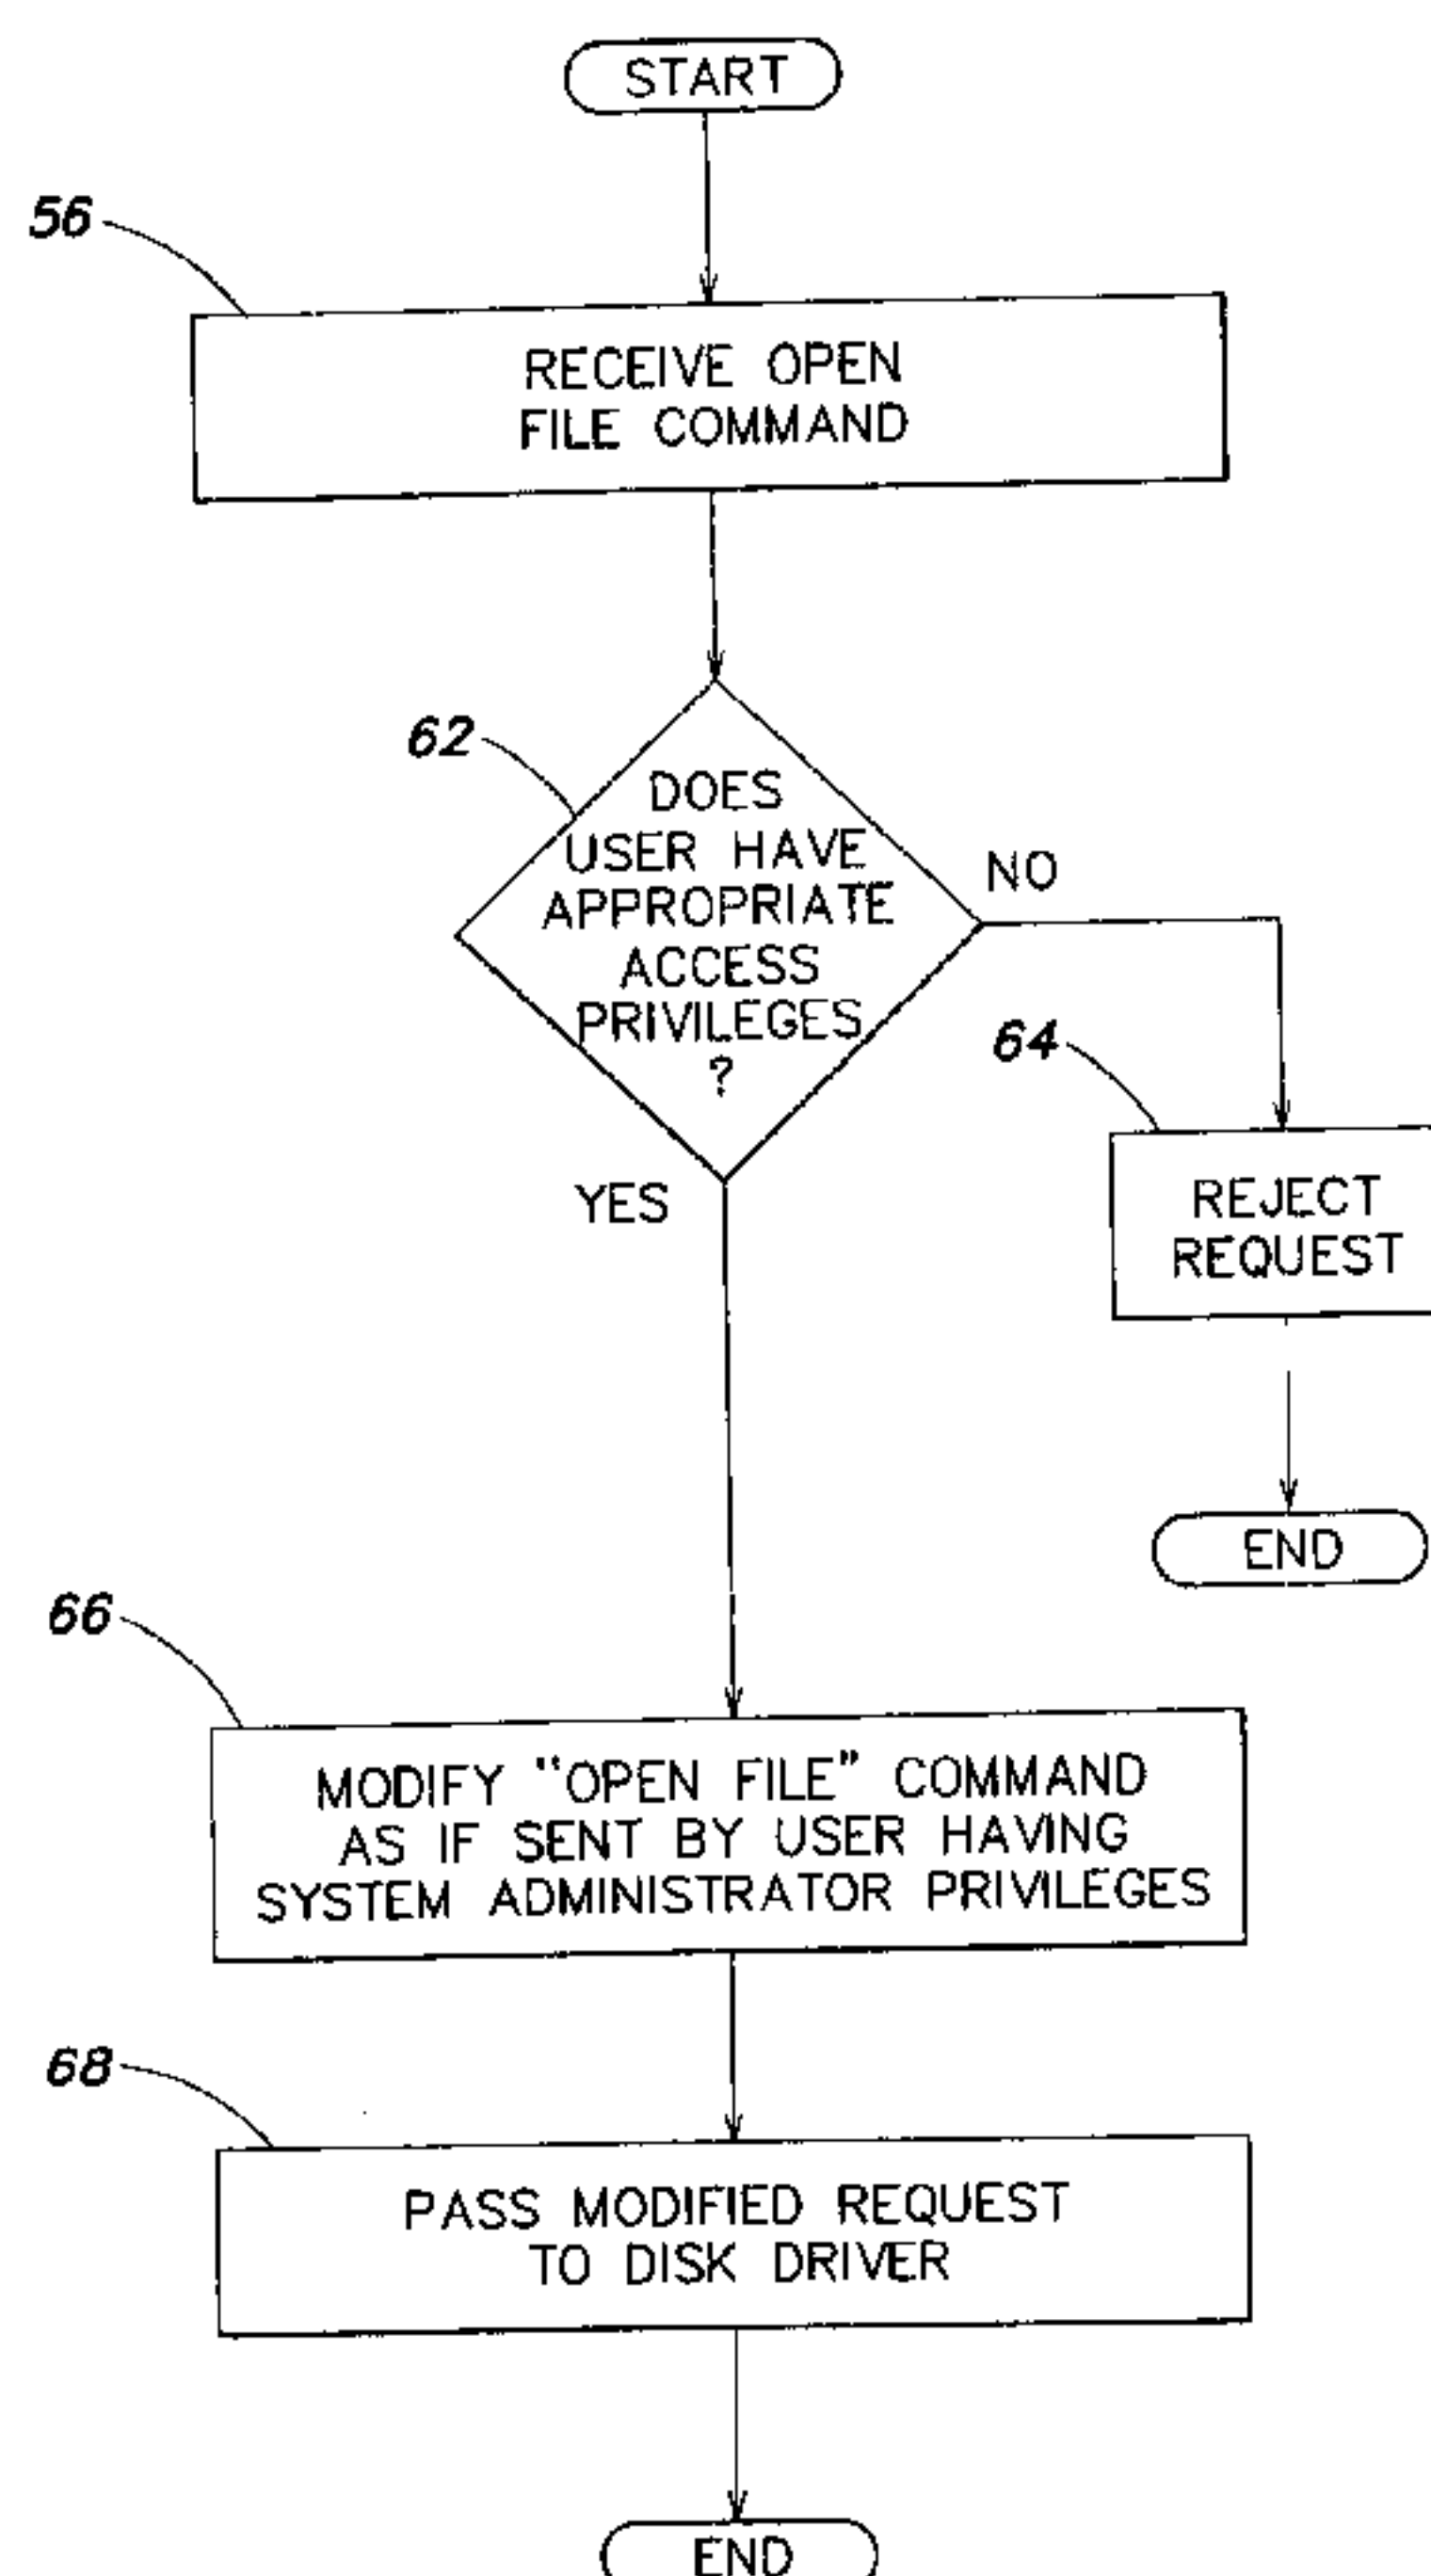 START
56
RECEIVE OPEN
FILE COMMAND
62
DOES
USER HAVE
APPROPRIATE
ACCESS
PRIVILEGES
?
NO
YES
64
REJECT
REQUEST
END
66
MODIFY "OPEN FILE" COMMAND
AS IF SENT BY USER HAVING
SYSTEM ADMINISTRATOR PRIVILEGES
68
PASS MODIFIED REQUEST
TO DISK DRIVER
END